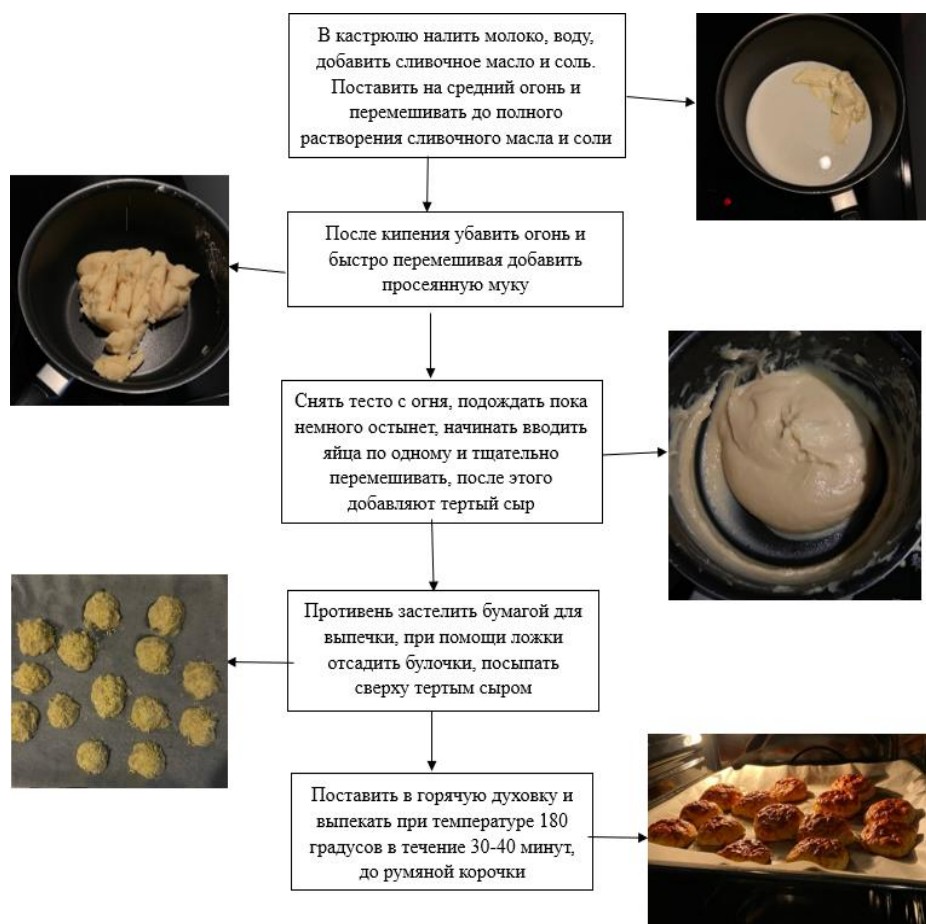 В кастрюлю налить молоко, воду,
добавить сливочное масло и соль.
Поставить на средний огонь и
перемешивать до полного
растворения сливочного масла и соли
После кипения убавить огонь и
быстро перемешивая добавить
просеянную муку
Снять тесто с огня, подождать пока
немного остынет, начинать вводить
яйца по одному и тщательно
перемешивать, после этого
добавляют тертый сыр
Противень застелить бумагой для
выпечки, при помощи ложки
отсадить булочки, посыпать
сверху тертым сыром
Поставить в горячую духовку и
выпекать при температуре 180
градусов в течение 30-40 минут,
до румяной корочки